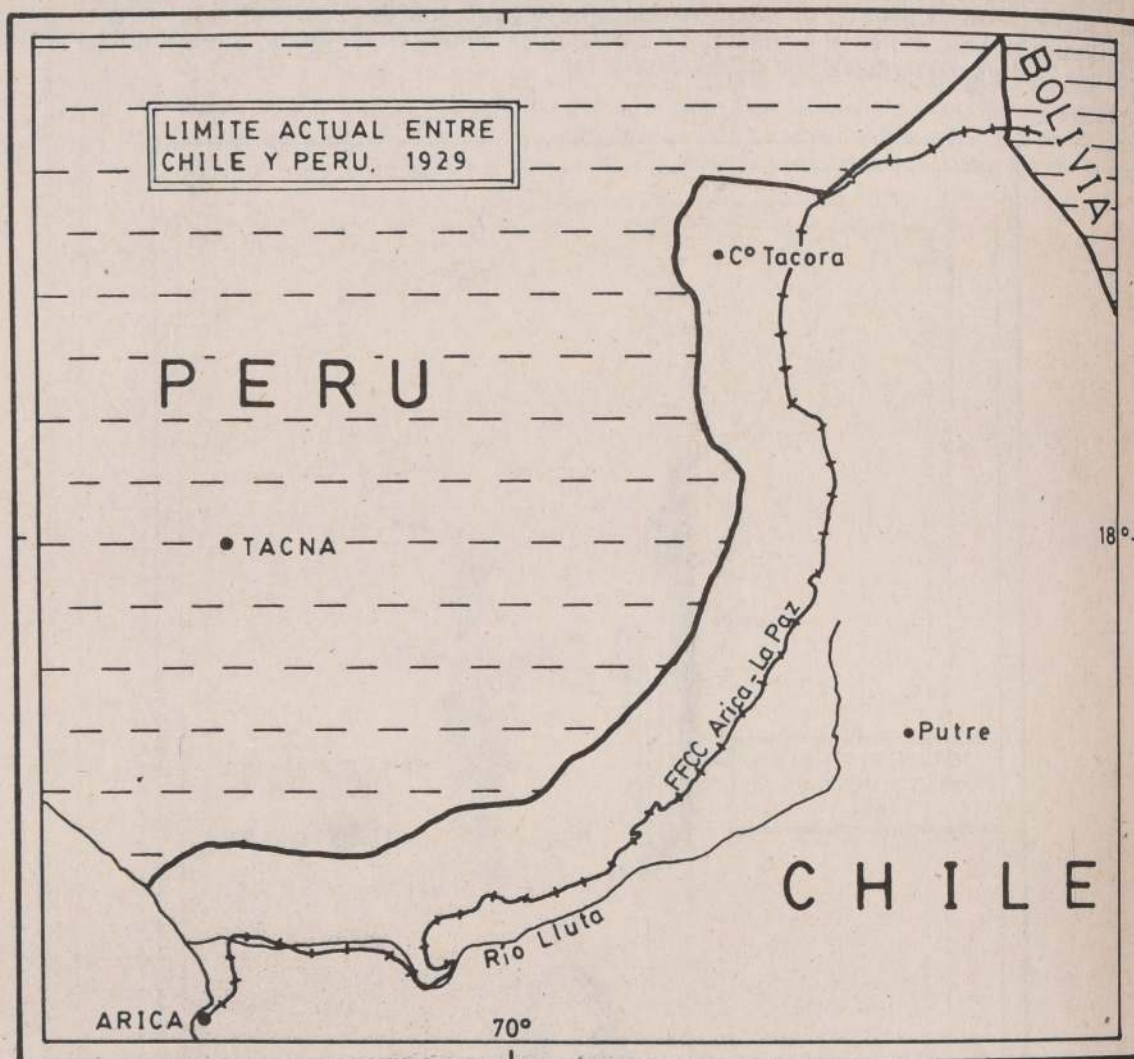 LIMITE ACTUAL ENTRE
CHILE Y PERU. 1929
BOLIVIA
Cº Tacora
PERU
TACNA
18º
FFCC Arica - La Paz
Putre
CHILE
Río Lluta
ARICA
70º